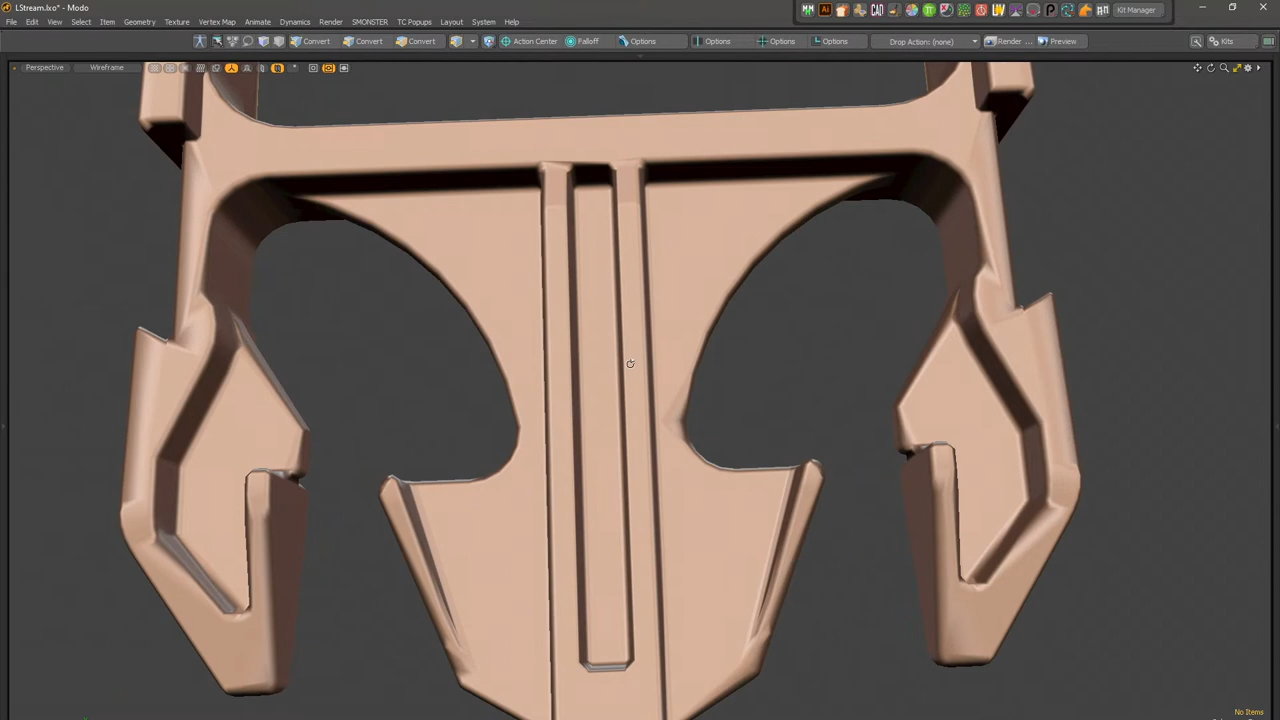 LStream.lxo* - Modo
File Edit View Select Item Geometry Texture Vertex Map Animate Dynamics Render SMONSTER TC Popups Layout System Help
CAD LW P Kit Manager
Convert Convert Convert Action Center Falloff Options Options Options Options Drop Action: (none) Render ... Preview Kits
Perspective Wireframe
No Items